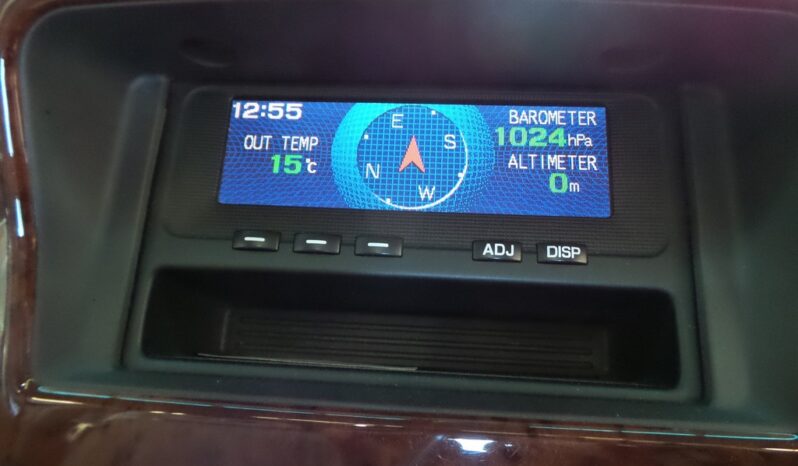 12:55
OUT TEMP
15°C
E
S
N
W
BAROMETER
1024hPa
ALTIMETER
0m
ADJ
DISP